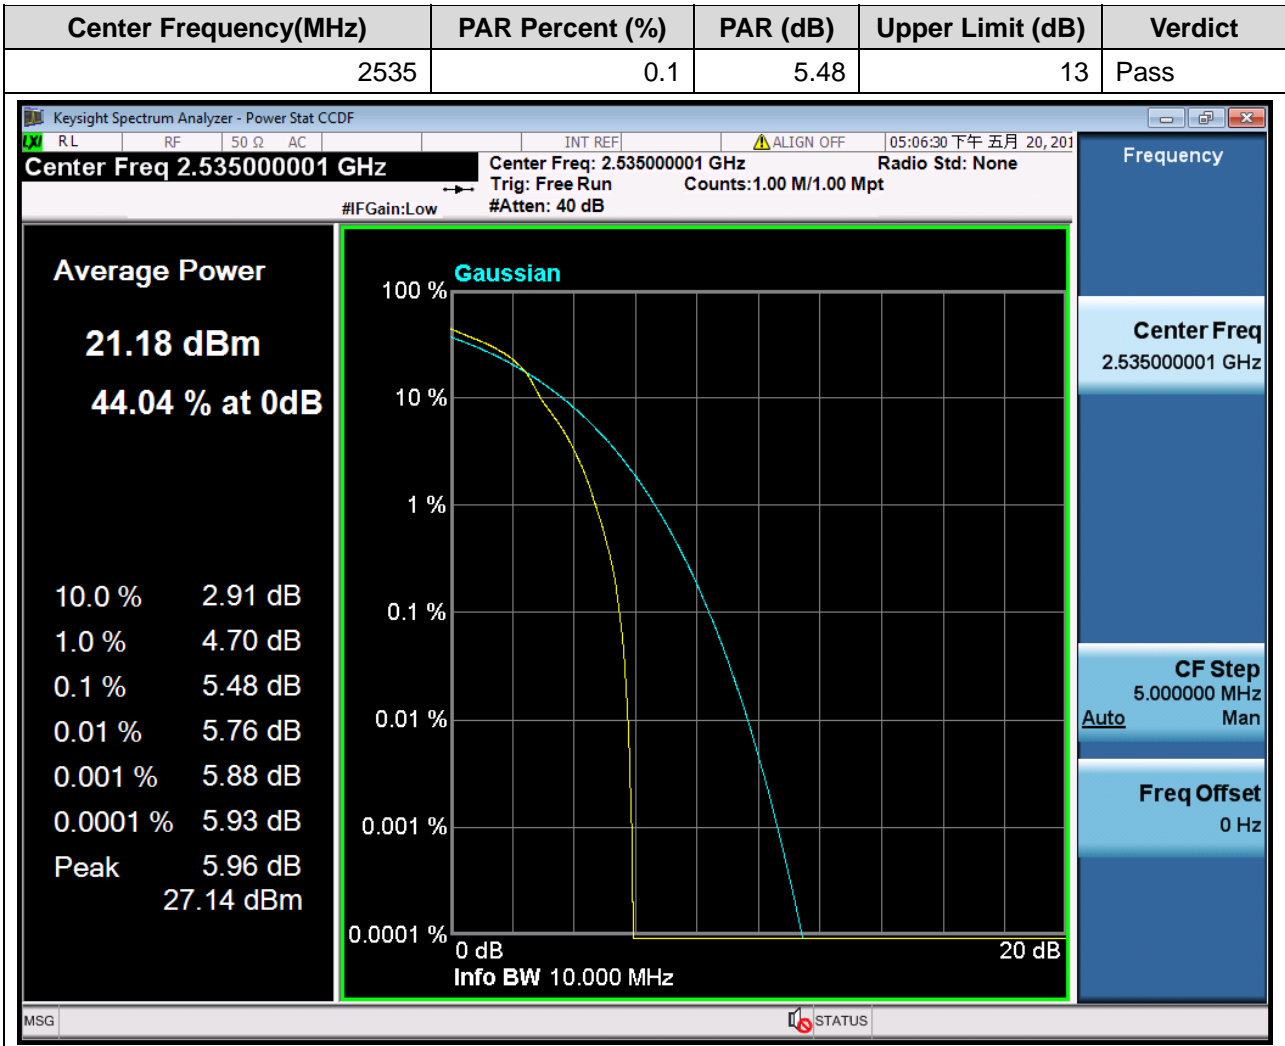 Center Frequency(MHz) PAR Percent (%) PAR (dB) Upper Limit (dB) Verdict
2535 0.1 5.48 13 Pass
Keysight Spectrum Analyzer - Power Stat CCDF
LXI RL RF 50 Ω AC INT REF ALIGN OFF 05:06:30 下午 五月 20, 201
Center Freq 2.535000001 GHz
Center Freq: 2.535000001 GHz Radio Std: None
Trig: Free Run Counts:1.00 M/1.00 Mpt
#IFGain:Low #Atten: 40 dB
Average Power
21.18 dBm
44.04 % at 0dB
10.0 % 2.91 dB
1.0 % 4.70 dB
0.1 % 5.48 dB
0.01 % 5.76 dB
0.001 % 5.88 dB
0.0001 % 5.93 dB
Peak 5.96 dB
27.14 dBm
Gaussian
100 %
10 %
1 %
0.1 %
0.01 %
0.001 %
0.0001 %
0 dB 20 dB
Info BW 10.000 MHz
Frequency
Center Freq
2.535000001 GHz
CF Step
5.000000 MHz
Auto Man
Freq Offset
0 Hz
MSG STATUS